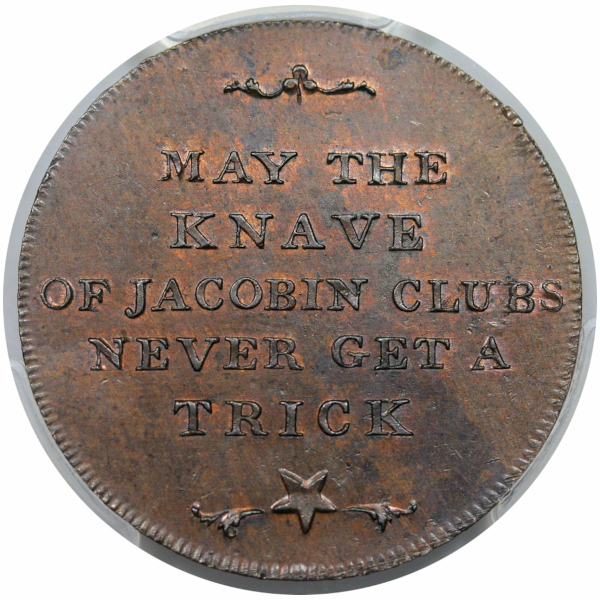 MAY THE
KNAVE
OF JACOBIN CLUBS
NEVER GET A
TRICK